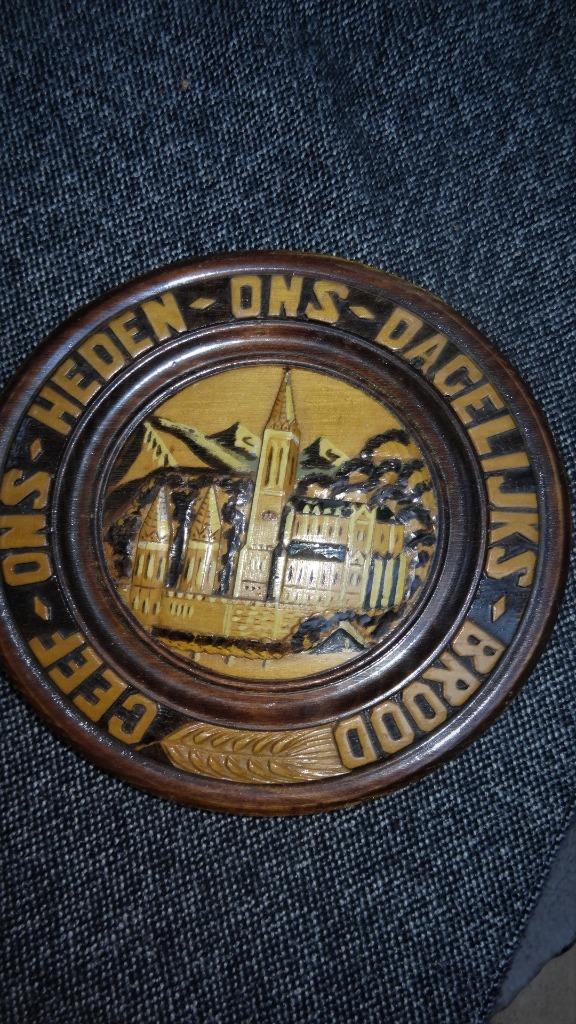 GEEF - ONS - HEDEN - ONS - DAGELIJKS - BROOD